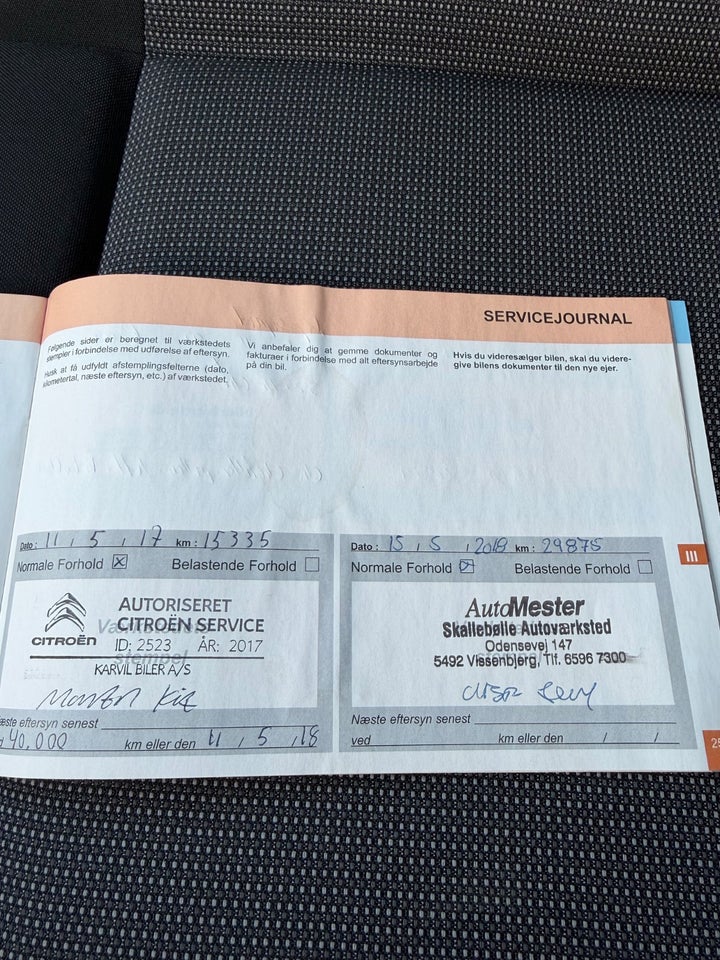 SERVICEJOURNAL
Følgende sider er beregnet til værkstedets
stempler i forbindelse med udførelse af eftersyn.
Husk at få udfyldt afstemplingsfelterne (dato,
kilometertal, næste eftersyn, etc.) af værkstedet.
Vi anbefaler dig at gemme dokumenter og
fakturaer i forbindelse med alt eftersynsarbejde
på din bil.
Hvis du videresælger bilen, skal du videre-
give bilens dokumenter til den nye ejer.
Dato : 11 , 5 , 17 km : 15335
Normale Forhold Belastende Forhold
AUTORISERET
CITROËN SERVICE
CITROËN
ID: 2523 ÅR: 2017
stempel
KARVIL BILER A/S
Næste eftersyn senest
40.000 km eller den 11 , 5 , 18
Dato : 15 , 5 , 2018 km : 29875
Normale Forhold Belastende Forhold
AutoMester
Skallebølle Autoværksted
Odensevej 147
5492 Vissenbjerg, Tlf. 6596 7300
Næste eftersyn senest
ved km eller den / /
III